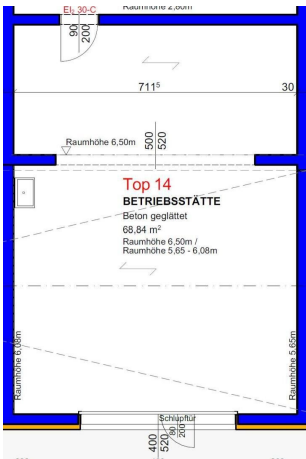 Raumhöhe 2,60m
EI₂ 30-C
90
200
711⁵
30
Raumhöhe 6,50m
500
520
Top 14
BETRIEBSSTÄTTE
Beton geglättet
68,84 m²
Raumhöhe 6,50m /
Raumhöhe 5,65 - 6,08m
Raumhöhe 6,08m
Raumhöhe 5,65m
Schlupftür
80
200
400
520